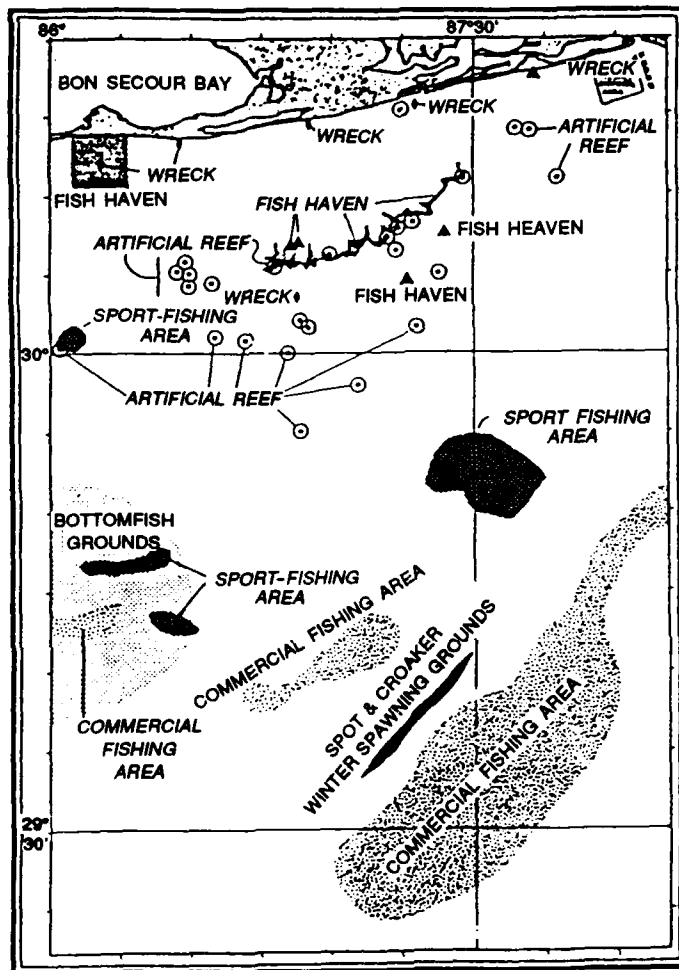 86°
87°30'
BON SECOUR BAY
WRECK
WRECK
WRECK
ARTIFICIAL
REEF
WRECK
FISH HAVEN
FISH HAVEN
FISH HEAVEN
ARTIFICIAL REEF
WRECK
FISH HAVEN
SPORT-FISHING
AREA
30°
ARTIFICIAL REEF
SPORT FISHING
AREA
BOTTOMFISH
GROUNDS
SPORT-FISHING
AREA
COMMERCIAL FISHING AREA
SPOT & CROAKER
WINTER SPAWNING GROUNDS
COMMERCIAL
FISHING
AREA
COMMERCIAL FISHING AREA
29°
30'